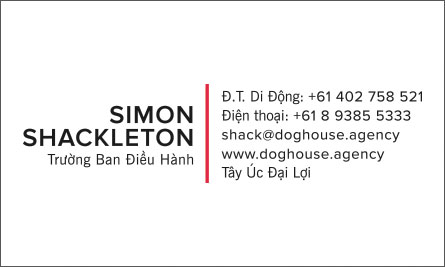 SIMON
SHACKLETON
Trường Ban Điều Hành
Đ.T. Di Động: +61 402 758 521
Điện thoại: +61 8 9385 5333
shack@doghouse.agency
www.doghouse.agency
Tây Úc Đại Lợi